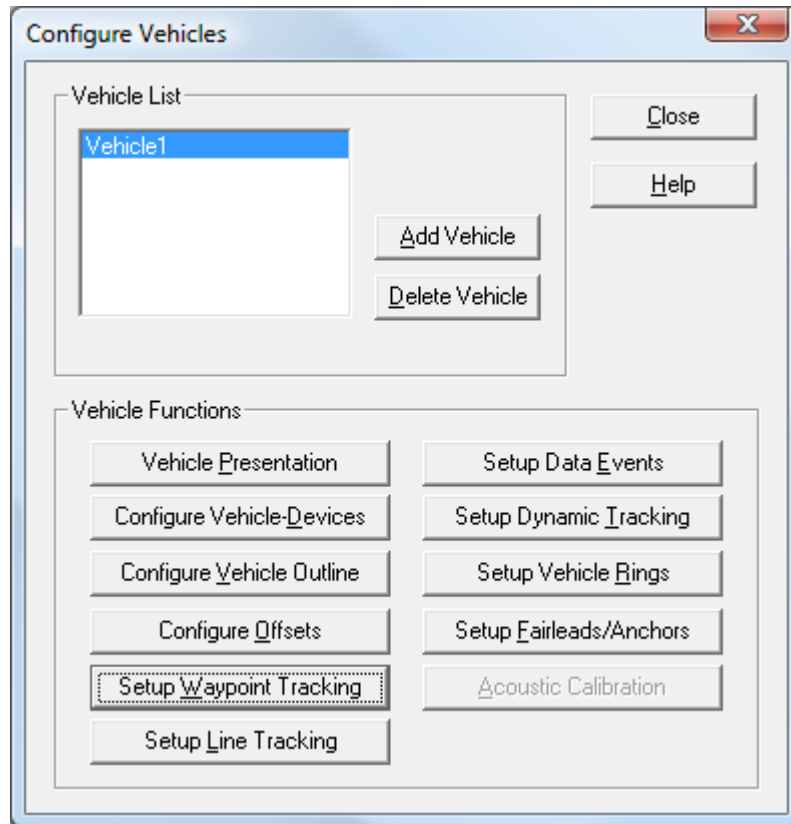 Configure Vehicles
Vehicle List
Vehicle1
Close
Help
Add Vehicle
Delete Vehicle
Vehicle Functions
Vehicle Presentation
Setup Data Events
Configure Vehicle-Devices
Setup Dynamic Tracking
Configure Vehicle Outline
Setup Vehicle Rings
Configure Offsets
Setup Fairleads/Anchors
Setup Waypoint Tracking
Acoustic Calibration
Setup Line Tracking